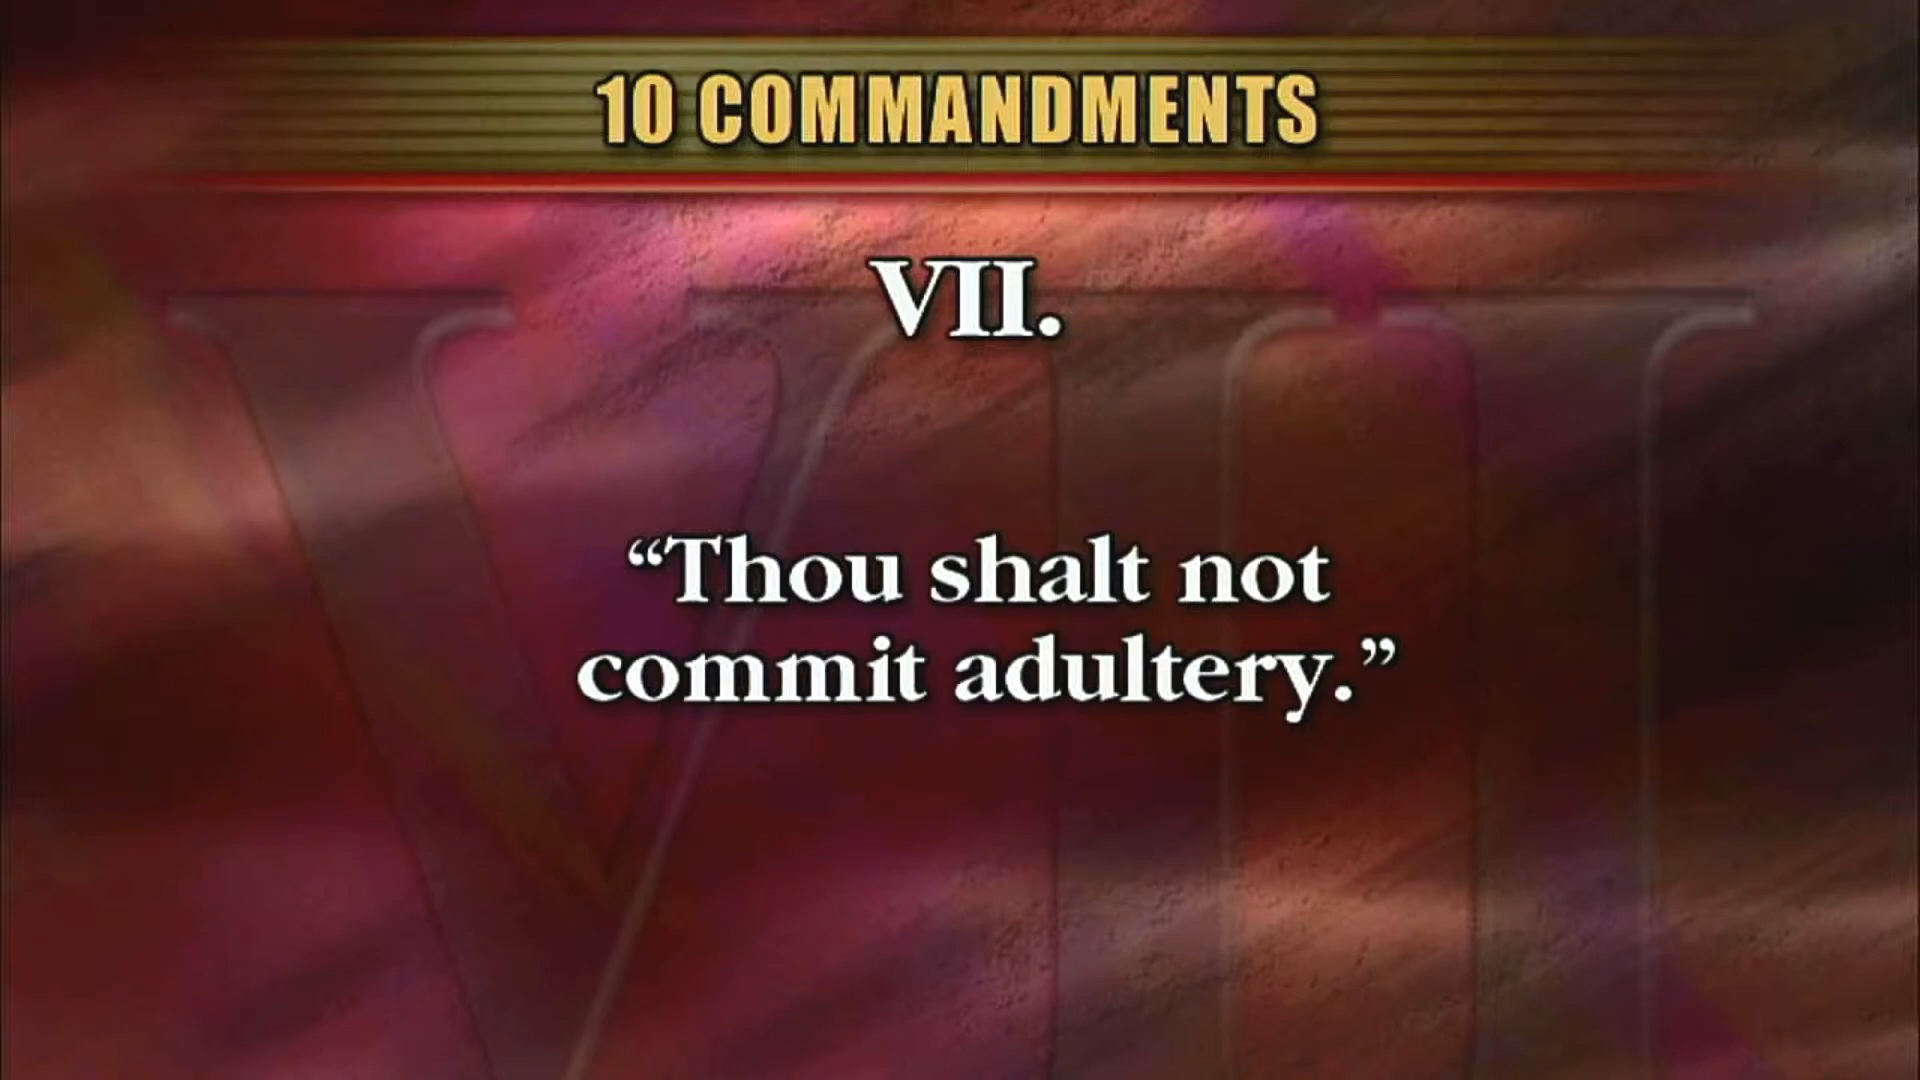 10 COMMANDMENTS
VII.
“Thou shalt not
commit adultery.”